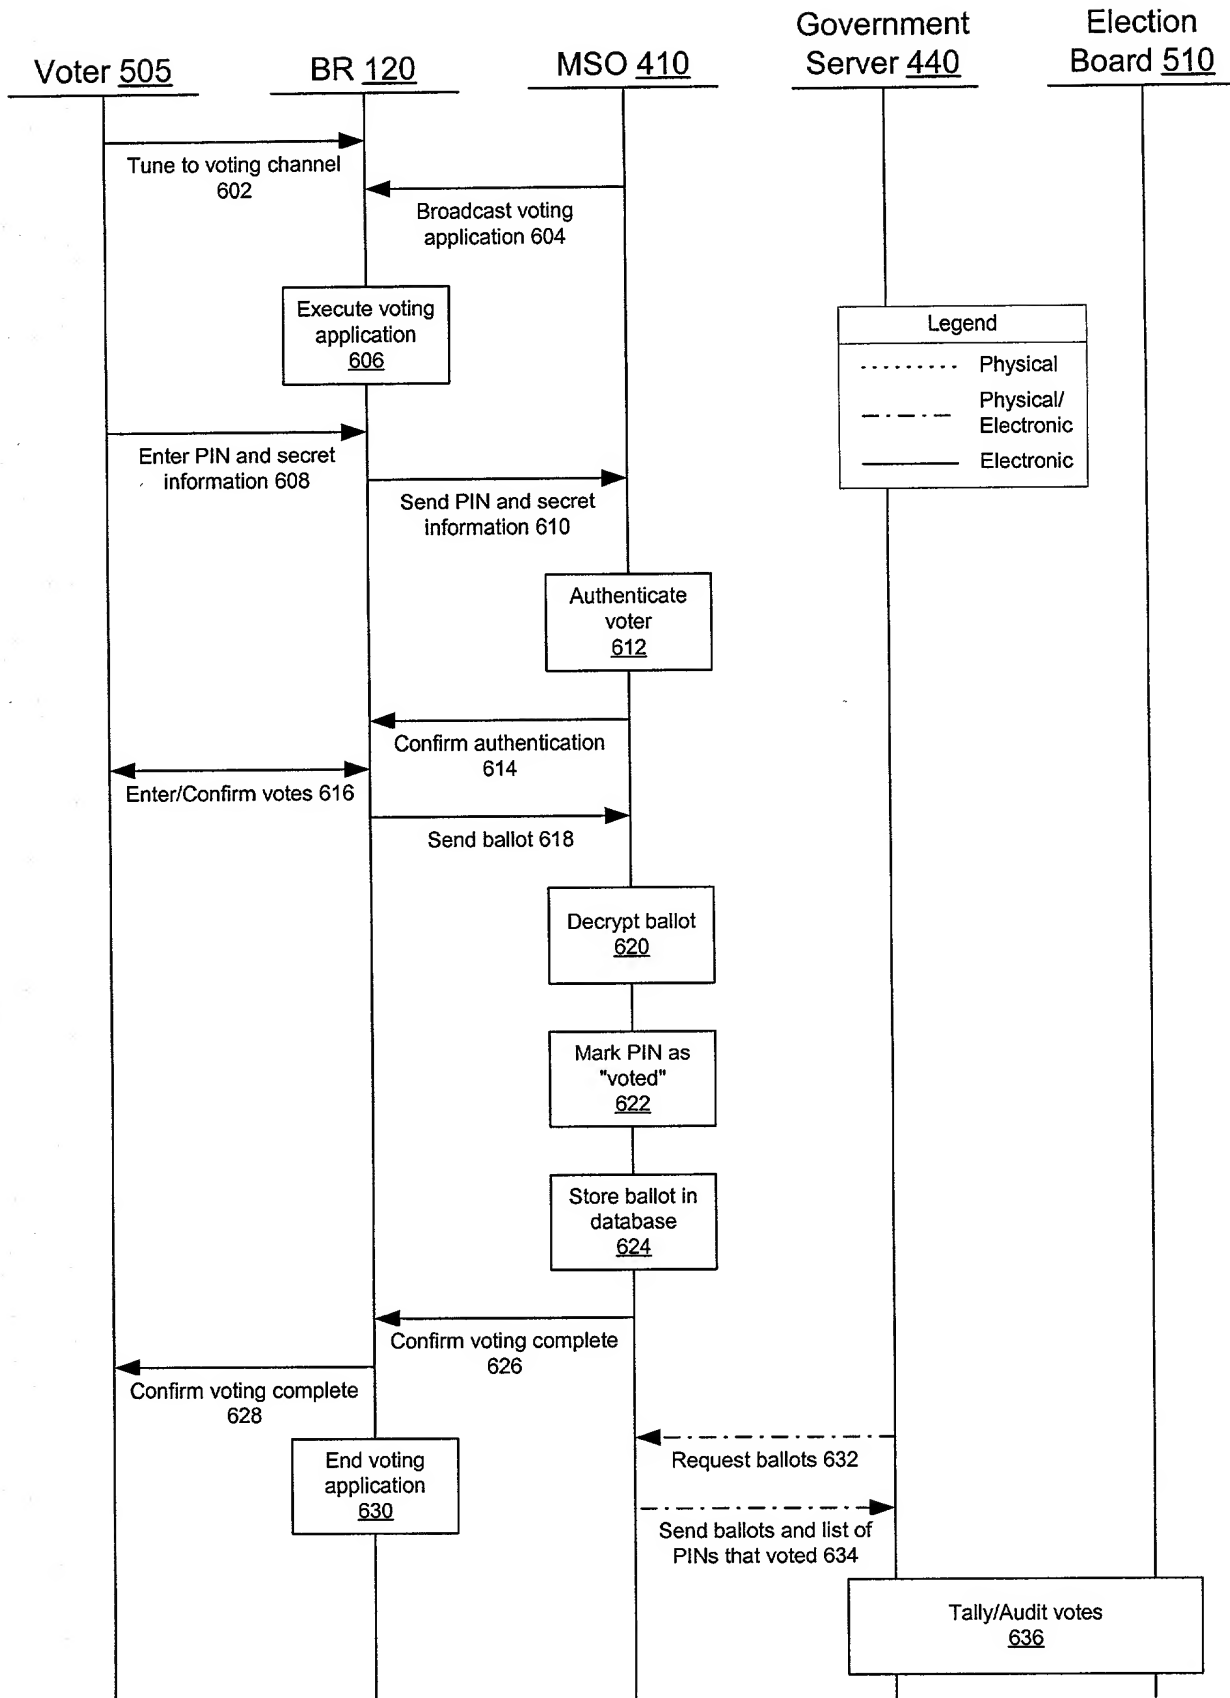 Voter 505
BR 120
MSO 410
Government
Server 440
Election
Board 510
Tune to voting channel
602
Broadcast voting
application 604
Execute voting
application
606
Legend
Physical
Physical/
Electronic
Electronic
Enter PIN and secret
information 608
Send PIN and secret
information 610
Authenticate
voter
612
Confirm authentication
614
Enter/Confirm votes 616
Send ballot 618
Decrypt ballot
620
Mark PIN as
"voted"
622
Store ballot in
database
624
Confirm voting complete
626
Confirm voting complete
628
End voting
application
630
Request ballots 632
Send ballots and list of
PINs that voted 634
Tally/Audit votes
636